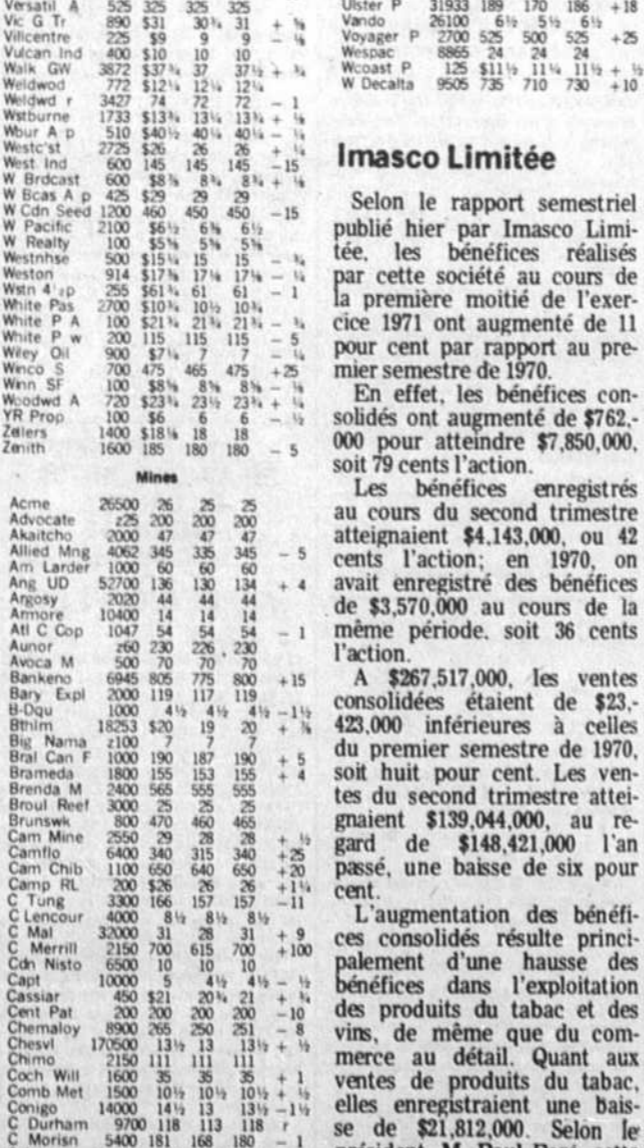 Versatil A 525 325 325 325
Vic G Tr 890 $31 30¾ 31 + ⅛
Villcentre 225 $9 9 9 – ⅛
Vulcan Ind 400 $10 10 10
Walk GW 3872 $37¾ 37 37½ + ¾
Weldwod 772 $12¼ 12¼ 12¼
Weldwd r 3427 74 72 72 – 1
Wstburne 1733 $13¾ 13¼ 13¾ + ⅛
Wbur A p 510 $40½ 40¼ 40¼ – ¼
Westc'st 2725 $26 26 26 + ¼
West Ind 600 145 145 145 –15
W Brdcast 600 $8⅞ 8¾ 8¾ + ⅛
W Bcas A p 425 $29 29 29
W Cdn Seed 1200 460 450 450 –15
W Pacific 2100 $6½ 6⅜ 6½
W Realty 100 $5⅝ 5⅝ 5⅝
Westnhse 500 $15¼ 15 15 – ¾
Weston 914 $17⅜ 17¼ 17¼ – ¼
Wstn 4½p 255 $61¾ 61 61 – 1
White Pas 2700 $10¾ 10½ 10¾
White P A 100 $21¾ 21¾ 21¾ – ¾
White P w 200 115 115 115 – 5
Wiley Oil 900 $7¼ 7 7 – ¼
Winco S 700 475 465 475 +25
Winn SF 100 $8⅝ 8⅝ 8⅝ – ⅛
Woodwd A 720 $23¾ 23½ 23¾ + ¼
YR Prop 100 $6 6 6 – ½
Zellers 1400 $18⅛ 18 18
Zenith 1600 185 180 180 – 5
Mines
Acme 26500 26 25 25
Advocate z25 200 200 200
Akaitcho 2000 47 47 47
Allied Mng 4062 345 335 345 – 5
Am Larder 1000 60 60 60
Ang UD 52700 136 130 134 + 4
Argosy 2020 44 44 44
Armore 10400 14 14 14
Atl C Cop 1047 54 54 54 – 1
Aunor z60 230 226 230
Avoca M 500 70 70 70
Bankeno 6945 805 775 800 +15
Bary Expl 2000 119 117 119
B-Dqu 1000 4½ 4½ 4½ –1½
Bthlm 18253 $20 19 20 + ⅞
Big Nama z100 7 7 7
Bral Can F 1000 190 187 190 + 5
Brameda 1800 155 153 155 + 4
Brenda M 2400 565 555 555
Broul Reef 3000 25 25 25
Brunswk 800 470 460 465
Cam Mine 2550 29 28 28 + ½
Camflo 6400 340 315 340 +25
Cam Chib 1100 650 640 650 +20
Camp RL 200 $26 26 26 +1¼
C Tung 3300 166 157 157 –11
C Lencour 4000 8½ 8½ 8½
C Mal 32000 31 28 31 + 9
C Merrill 2150 700 615 700 +100
Cdn Nisto 6500 10 10 10
Capt 10000 5 4½ 4½ – ½
Cassiar 450 $21 20¾ 21 + ¾
Cent Pat 200 200 200 200 –10
Chemaloy 8900 265 250 251 – 8
Chesvl 170500 13½ 13 13½ + ½
Chimo 2150 111 111 111
Coch Will 1600 35 35 35 + 1
Comb Met 1500 10½ 10½ 10½ + ½
Conigo 14000 14½ 13 13½ –1½
C Durham 9700 118 113 118 r
C Morisn 5400 181 168 180 – 1
Ulster P 31933 189 170 186 +18
Vando 26100 6½ 5½ 6½
Voyager P 2700 525 500 525 +25
Wespac 8865 24 24 24
Wcoast P 125 $11½ 11¼ 11½ + ½
W Decalta 9505 735 710 730 +10
Imasco Limitée
Selon le rapport semestriel
publié hier par Imasco Limi-
tée, les bénéfices réalisés
par cette société au cours de
la première moitié de l'exer-
cice 1971 ont augmenté de 11
pour cent par rapport au pre-
mier semestre de 1970.
En effet, les bénéfices con-
solidés ont augmenté de $762,-
000 pour atteindre $7,850,000,
soit 79 cents l'action.
Les bénéfices enregistrés
au cours du second trimestre
atteignaient $4,143,000, ou 42
cents l'action; en 1970, on
avait enregistré des bénéfices
de $3,570,000 au cours de la
même période, soit 36 cents
l'action.
A $267,517,000, les ventes
consolidées étaient de $23,-
423,000 inférieures à celles
du premier semestre de 1970,
soit huit pour cent. Les ven-
tes du second trimestre attei-
gnaient $139,044,000, au re-
gard de $148,421,000 l'an
passé, une baisse de six pour
cent.
L'augmentation des bénéfi-
ces consolidés résulte princi-
palement d'une hausse des
bénéfices dans l'exploitation
des produits du tabac et des
vins, de même que du com-
merce au détail. Quant aux
ventes de produits du tabac,
elles enregistraient une bais-
se de $21,812,000. Selon le